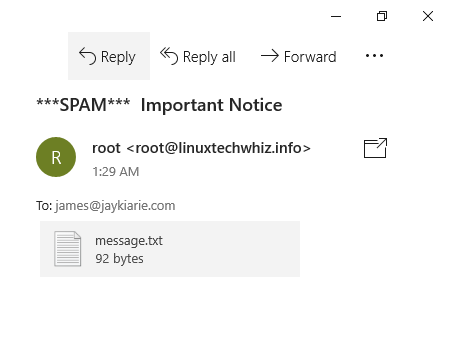 Reply Reply all Forward
***SPAM*** Important Notice
R
root <root@linuxtechwhiz.info>
1:29 AM
To: james@jaykiarie.com
message.txt
92 bytes